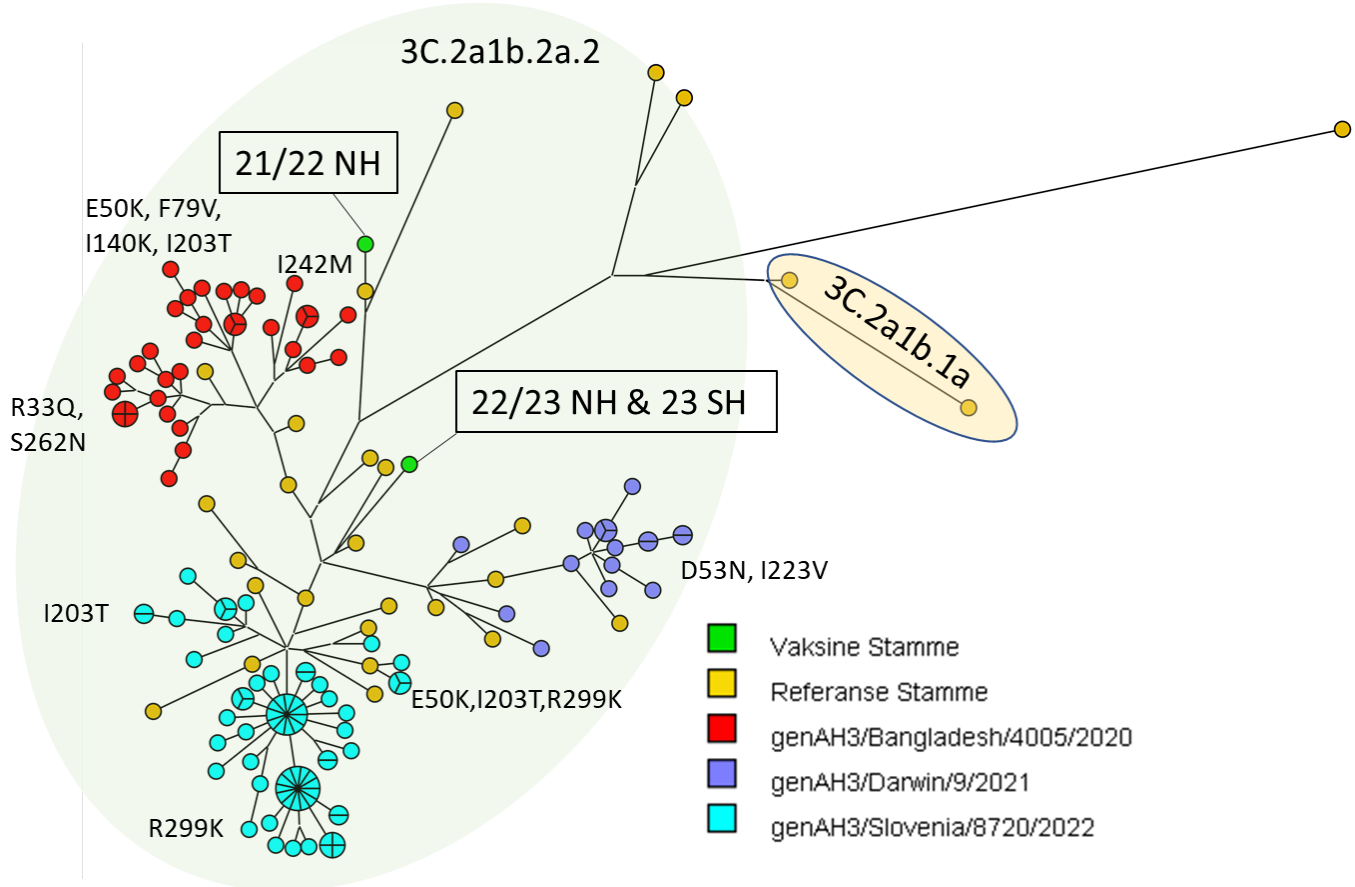 3C.2a1b.2a.2
21/22 NH
E50K, F79V,
I140K, I203T
I242M
3C.2a1b.1a
22/23 NH & 23 SH
R33Q,
S262N
D53N, I223V
I203T
E50K,I203T,R299K
R299K
Vaksine Stamme
Referanse Stamme
genAH3/Bangladesh/4005/2020
genAH3/Darwin/9/2021
genAH3/Slovenia/8720/2022